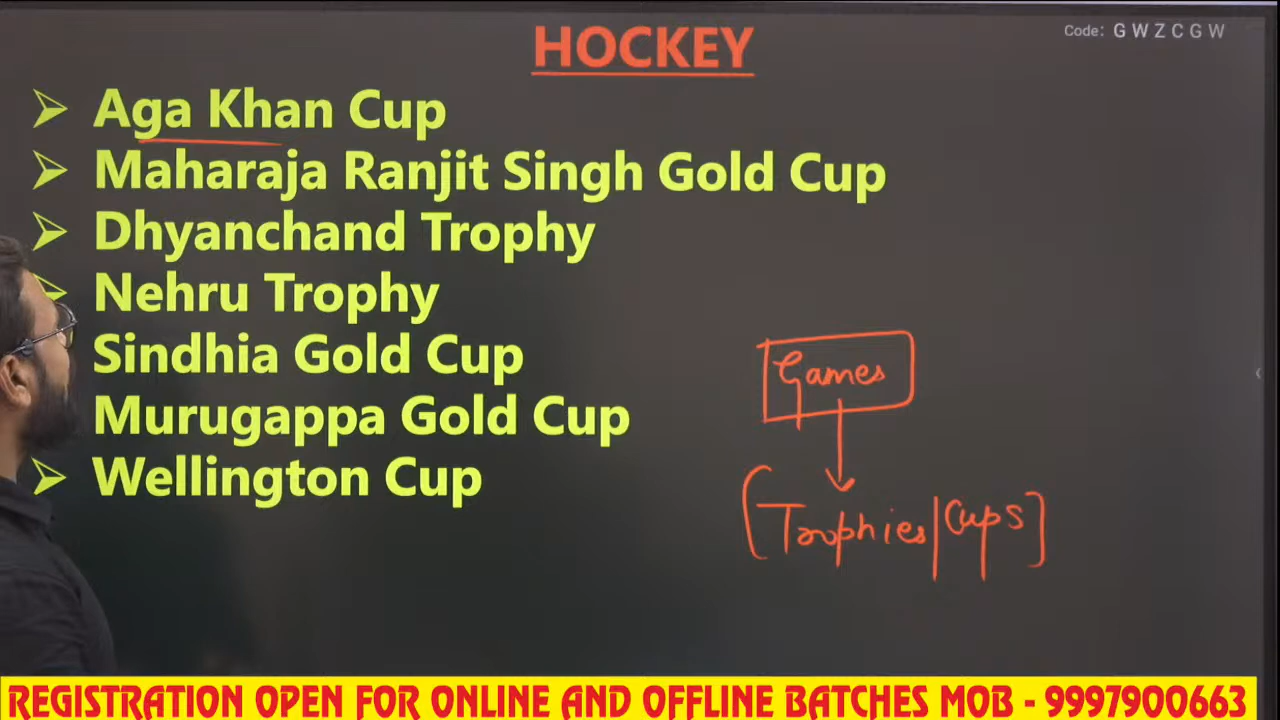 HOCKEY
Code: G W Z C G W
Aga Khan Cup
Maharaja Ranjit Singh Gold Cup
Dhyanchand Trophy
Nehru Trophy
Sindhia Gold Cup
Murugappa Gold Cup
Wellington Cup
Games
[Trophies|Cups]
REGISTRATION OPEN FOR ONLINE AND OFFLINE BATCHES MOB - 9997900663